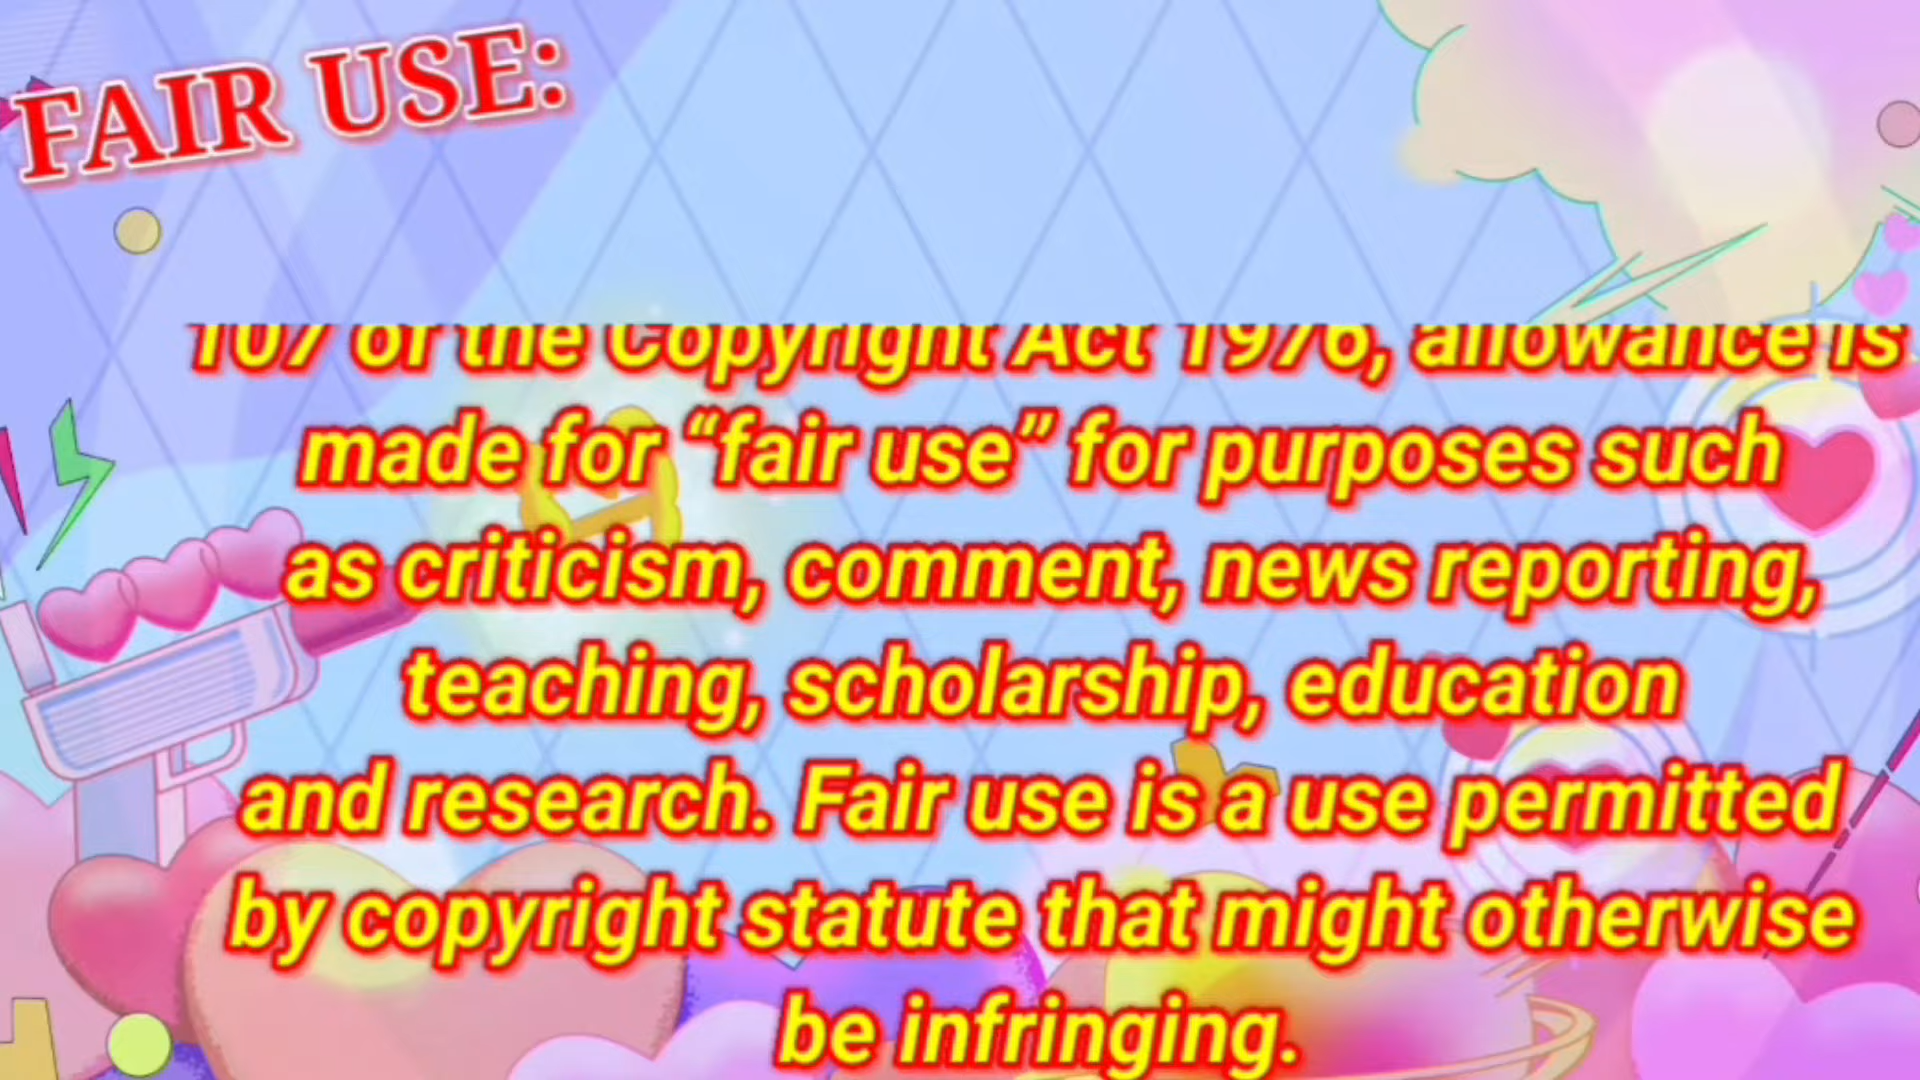 FAIR USE:
107 of the Copyright Act 1976, allowance is
made for “fair use” for purposes such
as criticism, comment, news reporting,
teaching, scholarship, education
and research. Fair use is a use permitted
by copyright statute that might otherwise
be infringing.